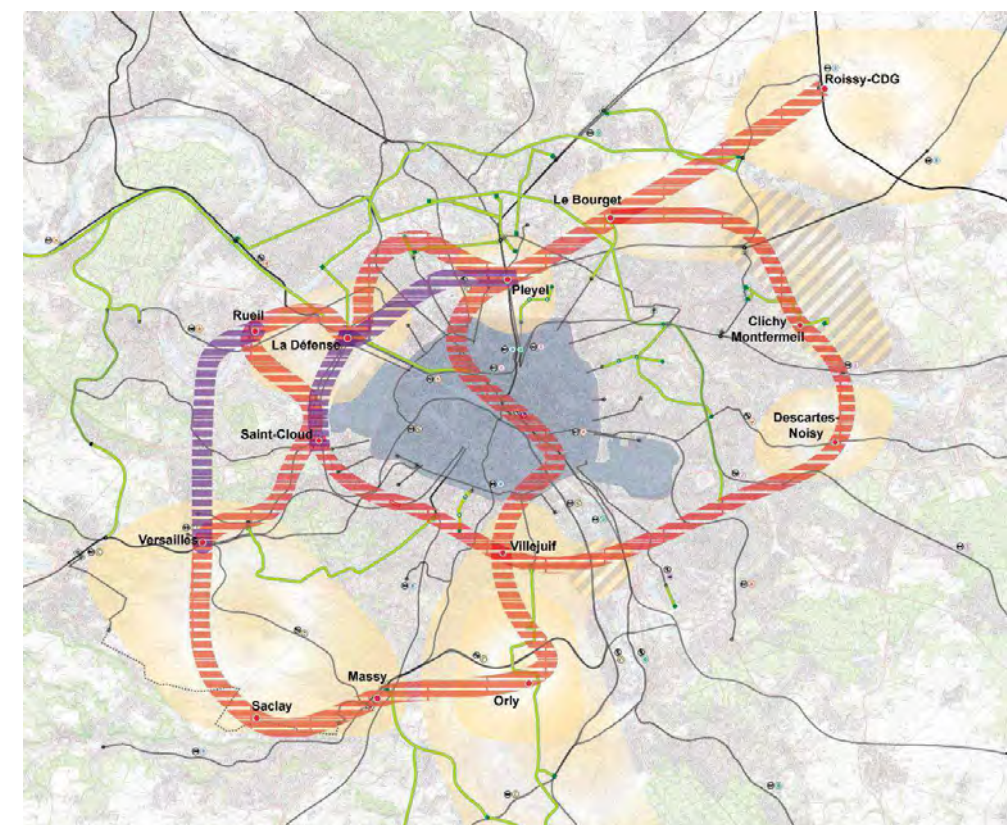 Roissy-CDG
Le Bourget
Pleyel
Rueil
La Défense
Clichy
Montfermeil
Descartes-
Noisy
Saint-Cloud
Versailles
Villejuif
Massy
Orly
Saclay